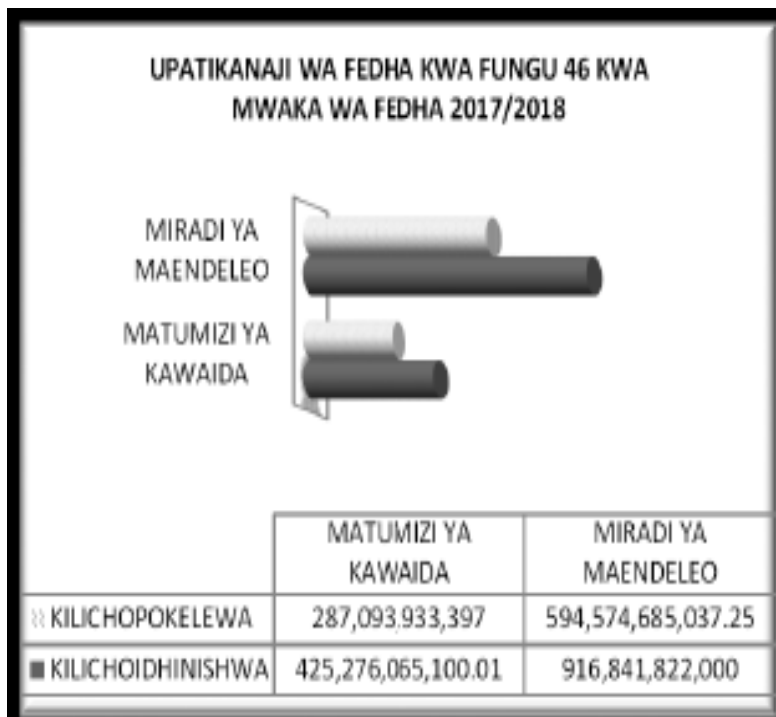 UPATIKANAJI WA FEDHA KWA FUNGU 46 KWA
MWAKA WA FEDHA 2017/2018
MIRADI YA
MAENDELEO
MATUMIZI YA
KAWAIDA
MATUMIZI YA KAWAIDA MIRADI YA MAENDELEO
KILICHOPOKELEWA 287,093,933,397 594,574,685,037.25
KILICHOIDHINISHWA 425,276,065,100.01 916,841,822,000